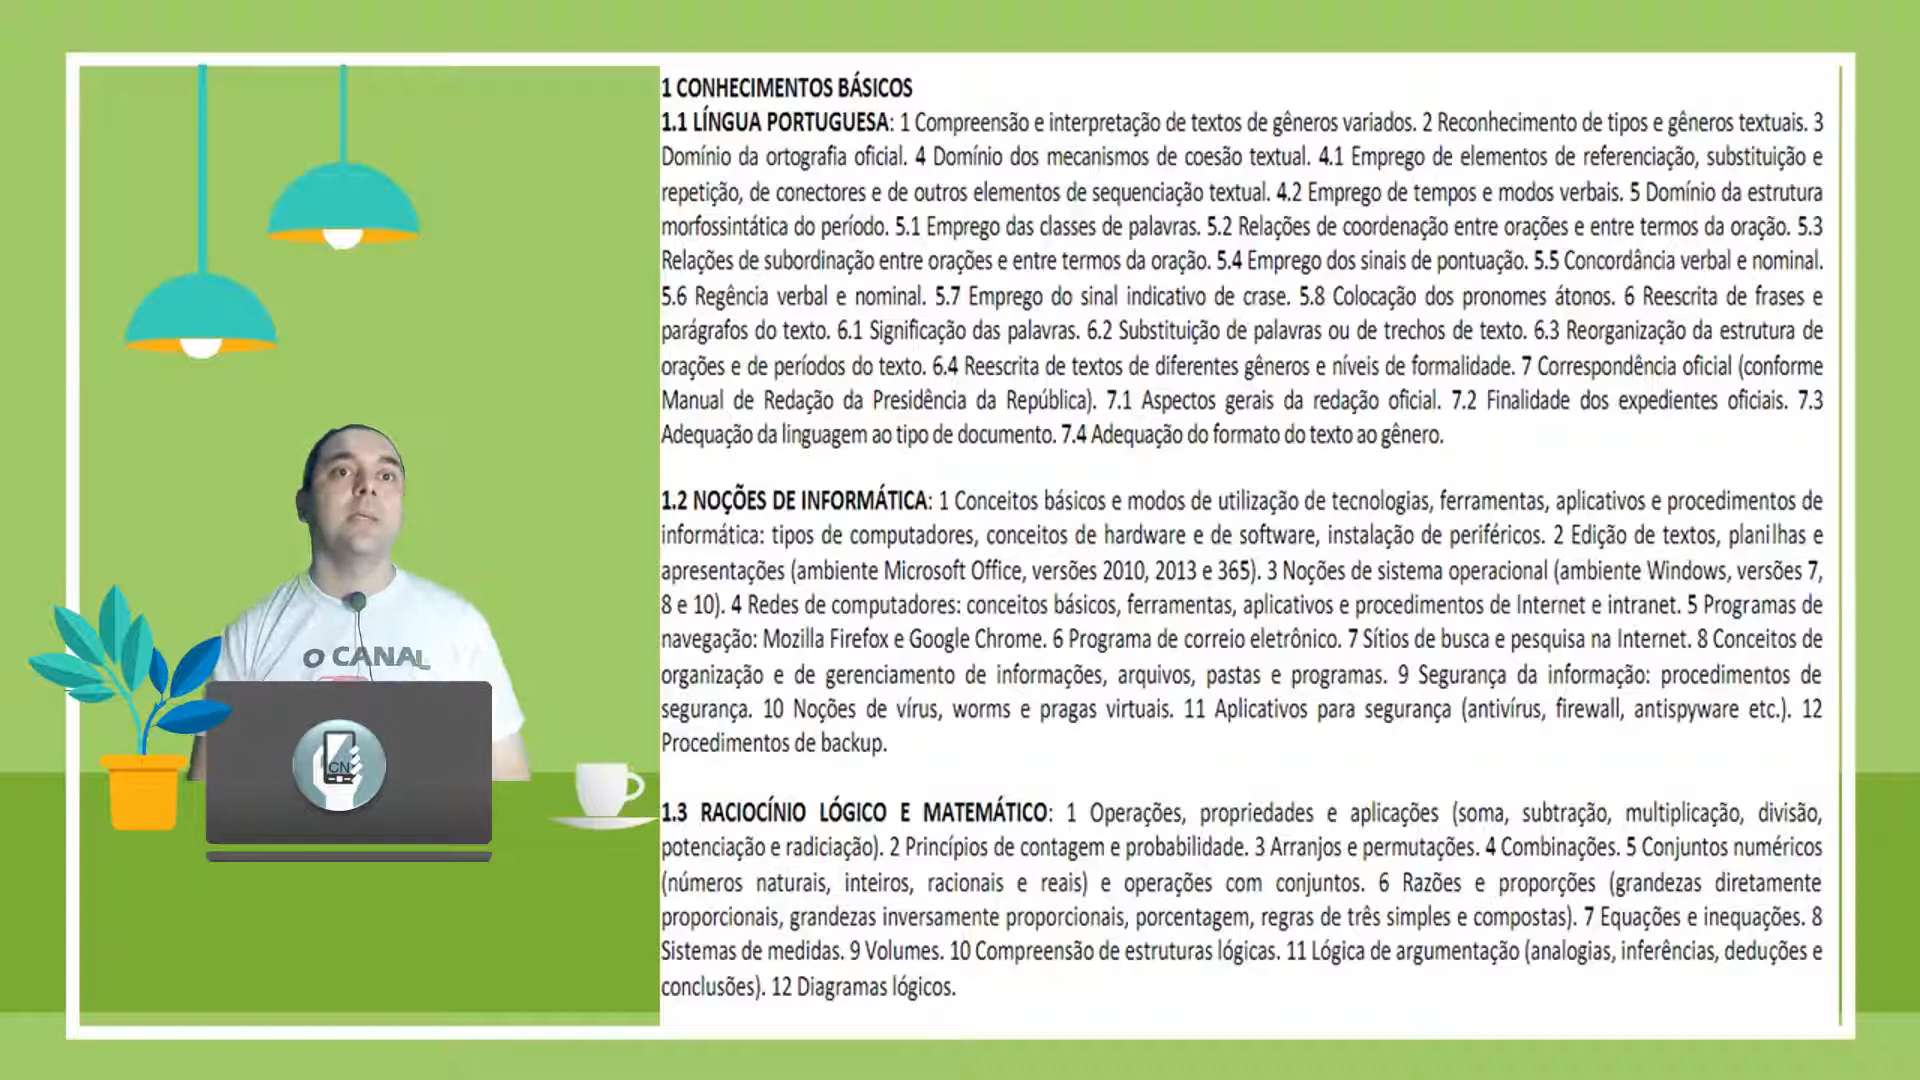 1 CONHECIMENTOS BÁSICOS
1.1 LÍNGUA PORTUGUESA: 1 Compreensão e interpretação de textos de gêneros variados. 2 Reconhecimento de tipos e gêneros textuais. 3
Domínio da ortografia oficial. 4 Domínio dos mecanismos de coesão textual. 4.1 Emprego de elementos de referenciação, substituição e
repetição, de conectores e de outros elementos de sequenciação textual. 4.2 Emprego de tempos e modos verbais. 5 Domínio da estrutura
morfossintática do período. 5.1 Emprego das classes de palavras. 5.2 Relações de coordenação entre orações e entre termos da oração. 5.3
Relações de subordinação entre orações e entre termos da oração. 5.4 Emprego dos sinais de pontuação. 5.5 Concordância verbal e nominal.
5.6 Regência verbal e nominal. 5.7 Emprego do sinal indicativo de crase. 5.8 Colocação dos pronomes átonos. 6 Reescrita de frases e
parágrafos do texto. 6.1 Significação das palavras. 6.2 Substituição de palavras ou de trechos de texto. 6.3 Reorganização da estrutura de
orações e de períodos do texto. 6.4 Reescrita de textos de diferentes gêneros e níveis de formalidade. 7 Correspondência oficial (conforme
Manual de Redação da Presidência da República). 7.1 Aspectos gerais da redação oficial. 7.2 Finalidade dos expedientes oficiais. 7.3
Adequação da linguagem ao tipo de documento. 7.4 Adequação do formato do texto ao gênero.
1.2 NOÇÕES DE INFORMÁTICA: 1 Conceitos básicos e modos de utilização de tecnologias, ferramentas, aplicativos e procedimentos de
informática: tipos de computadores, conceitos de hardware e de software, instalação de periféricos. 2 Edição de textos, planilhas e
apresentações (ambiente Microsoft Office, versões 2010, 2013 e 365). 3 Noções de sistema operacional (ambiente Windows, versões 7,
8 e 10). 4 Redes de computadores: conceitos básicos, ferramentas, aplicativos e procedimentos de Internet e intranet. 5 Programas de
navegação: Mozilla Firefox e Google Chrome. 6 Programa de correio eletrônico. 7 Sítios de busca e pesquisa na Internet. 8 Conceitos de
organização e de gerenciamento de informações, arquivos, pastas e programas. 9 Segurança da informação: procedimentos de
segurança. 10 Noções de vírus, worms e pragas virtuais. 11 Aplicativos para segurança (antivírus, firewall, antispyware etc.). 12
Procedimentos de backup.
1.3 RACIOCÍNIO LÓGICO E MATEMÁTICO: 1 Operações, propriedades e aplicações (soma, subtração, multiplicação, divisão,
potenciação e radiciação). 2 Princípios de contagem e probabilidade. 3 Arranjos e permutações. 4 Combinações. 5 Conjuntos numéricos
(números naturais, inteiros, racionais e reais) e operações com conjuntos. 6 Razões e proporções (grandezas diretamente
proporcionais, grandezas inversamente proporcionais, porcentagem, regras de três simples e compostas). 7 Equações e inequações. 8
Sistemas de medidas. 9 Volumes. 10 Compreensão de estruturas lógicas. 11 Lógica de argumentação (analogias, inferências, deduções e
conclusões). 12 Diagramas lógicos.
O CANAL
CN